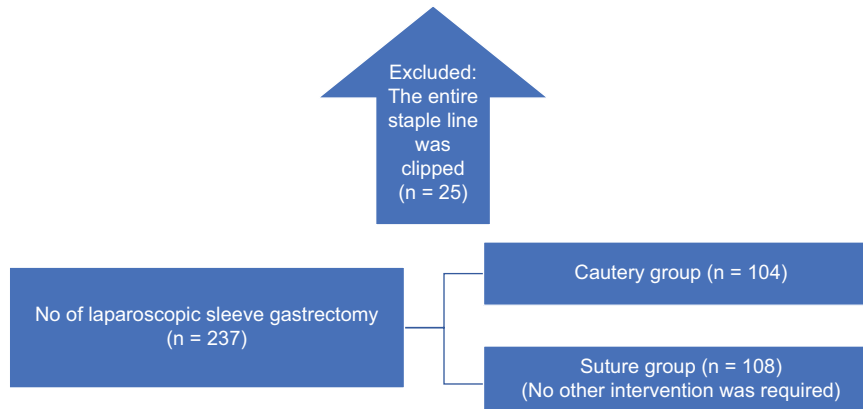 Excluded:
The entire
staple line
was
clipped
(n = 25)
No of laparoscopic sleeve gastrectomy
(n = 237)
Cautery group (n = 104)
Suture group (n = 108)
(No other intervention was required)